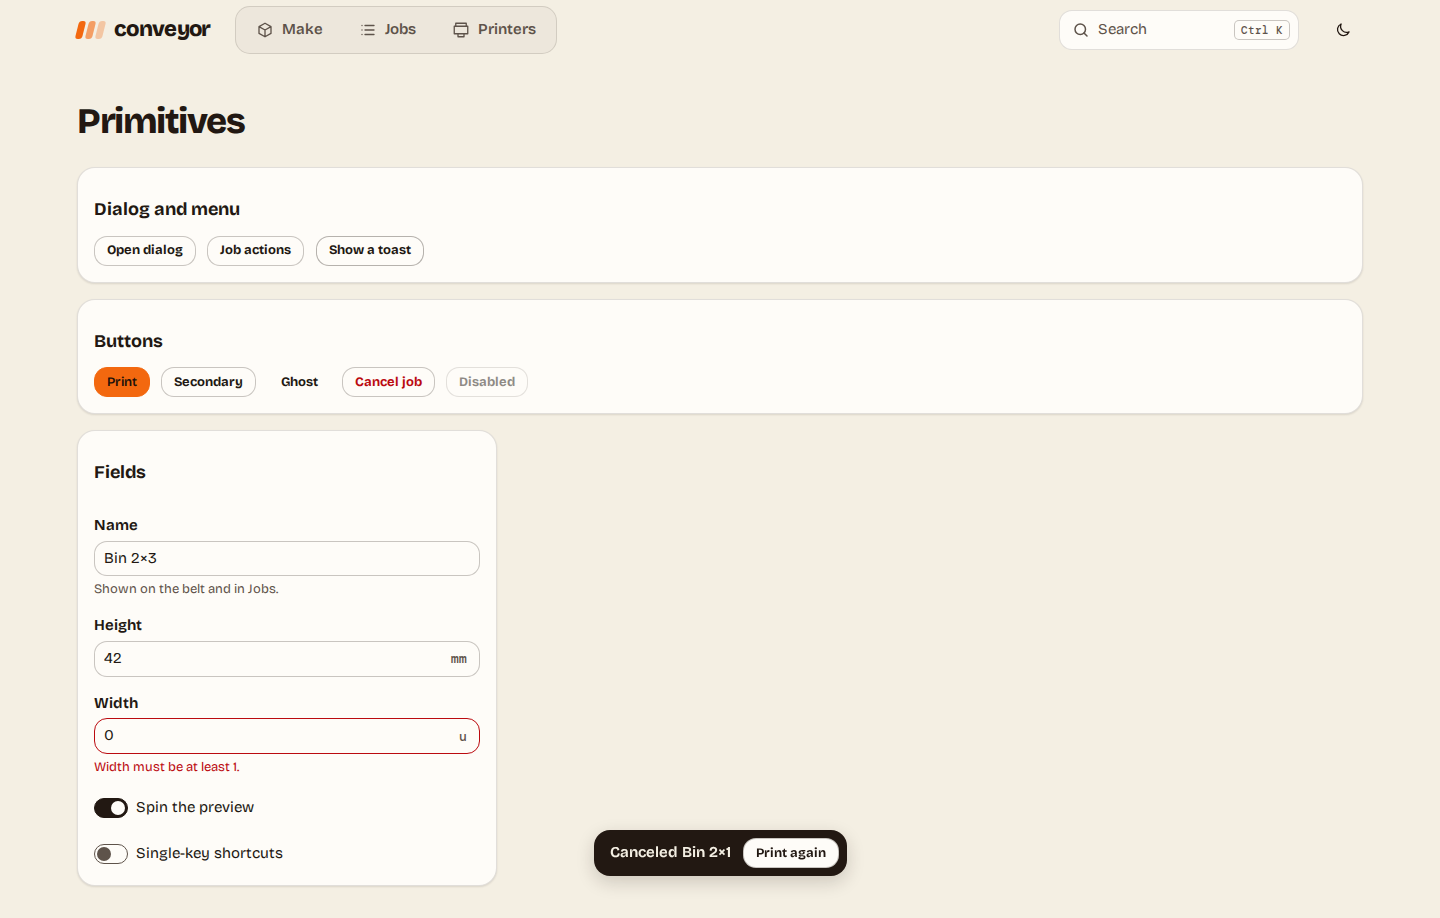 conveyor
Make
Jobs
Printers
Search
Ctrl K
Primitives
Dialog and menu
Open dialog
Job actions
Show a toast
Buttons
Print
Secondary
Ghost
Cancel job
Disabled
Fields
Name
Bin 2×3
Shown on the belt and in Jobs.
Height
42 mm
Width
0 u
Width must be at least 1.
Spin the preview
Single-key shortcuts
Canceled Bin 2×1
Print again